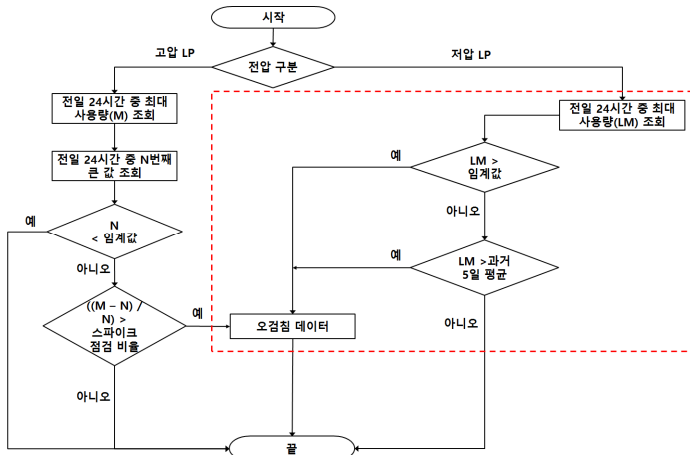 시작
고압 LP
전압 구분
저압 LP
전일 24시간 중 최대
사용량(M) 조회
전일 24시간 중 N번째
큰 값 조회
N
< 임계값
예
아니오
((M – N) /
N) >
스파이크
점검 비율
예
아니오
전일 24시간 중 최대
사용량(LM) 조회
LM >
임계값
예
아니오
LM >과거
5일 평균
예
아니오
오검침 데이터
끝